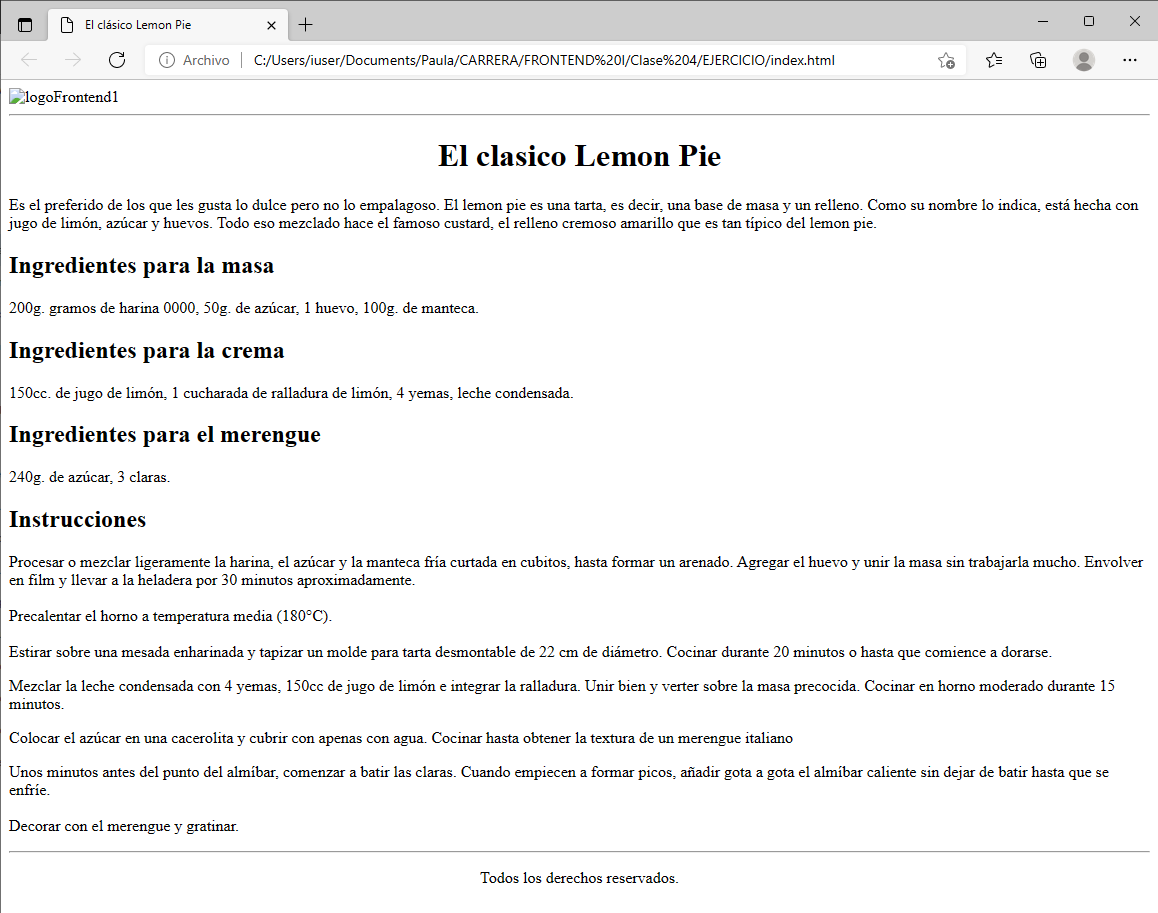 El clásico Lemon Pie
Archivo
C:/Users/iuser/Documents/Paula/CARRERA/FRONTEND%20I/Clase%204/EJERCICIO/index.html
logoFrontend1
El clasico Lemon Pie
Es el preferido de los que les gusta lo dulce pero no lo empalagoso. El lemon pie es una tarta, es decir, una base de masa y un relleno. Como su nombre lo indica, está hecha con
jugo de limón, azúcar y huevos. Todo eso mezclado hace el famoso custard, el relleno cremoso amarillo que es tan típico del lemon pie.
Ingredientes para la masa
200g. gramos de harina 0000, 50g. de azúcar, 1 huevo, 100g. de manteca.
Ingredientes para la crema
150cc. de jugo de limón, 1 cucharada de ralladura de limón, 4 yemas, leche condensada.
Ingredientes para el merengue
240g. de azúcar, 3 claras.
Instrucciones
Procesar o mezclar ligeramente la harina, el azúcar y la manteca fría curtada en cubitos, hasta formar un arenado. Agregar el huevo y unir la masa sin trabajarla mucho. Envolver
en film y llevar a la heladera por 30 minutos aproximadamente.
Precalentar el horno a temperatura media (180°C).
Estirar sobre una mesada enharinada y tapizar un molde para tarta desmontable de 22 cm de diámetro. Cocinar durante 20 minutos o hasta que comience a dorarse.
Mezclar la leche condensada con 4 yemas, 150cc de jugo de limón e integrar la ralladura. Unir bien y verter sobre la masa precocida. Cocinar en horno moderado durante 15
minutos.
Colocar el azúcar en una cacerolita y cubrir con apenas con agua. Cocinar hasta obtener la textura de un merengue italiano
Unos minutos antes del punto del almíbar, comenzar a batir las claras. Cuando empiecen a formar picos, añadir gota a gota el almíbar caliente sin dejar de batir hasta que se
enfríe.
Decorar con el merengue y gratinar.
Todos los derechos reservados.